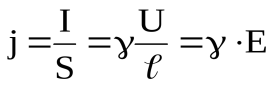 j = I/S = γ U/ℓ = γ · E